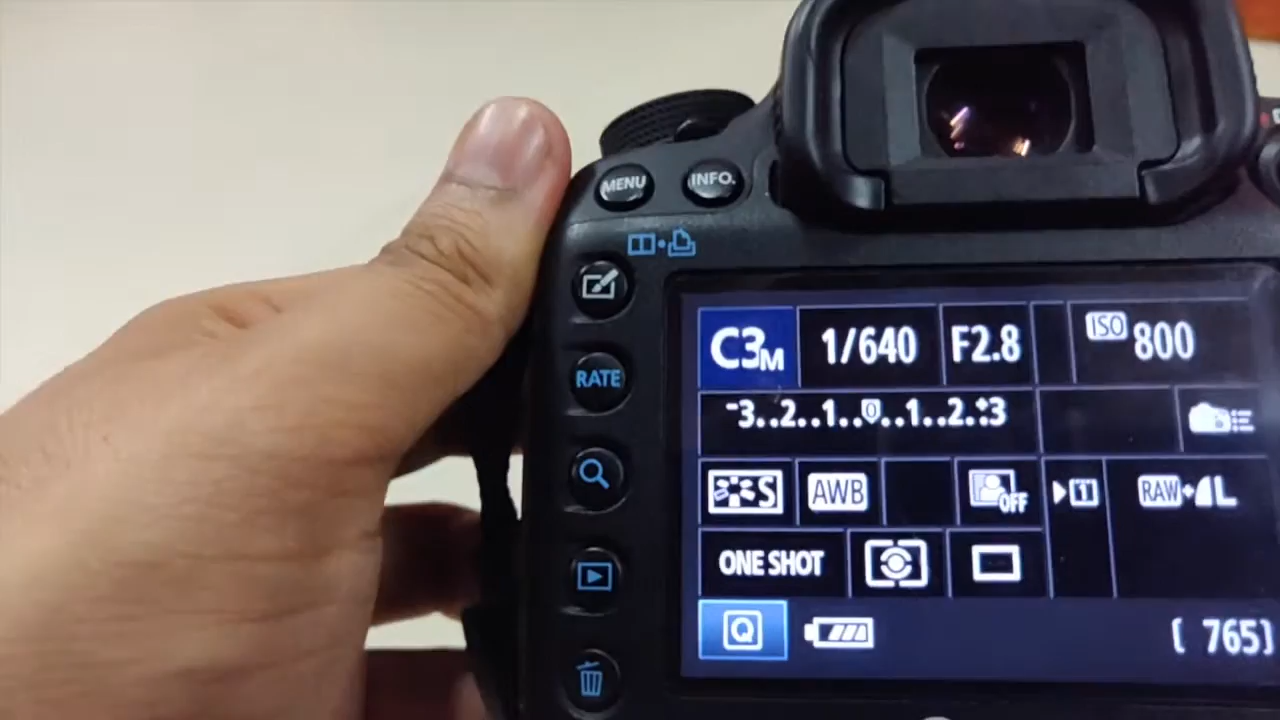 MENU INFO.
RATE
C3M 1/640 F2.8 ISO 800
-3..2..1..0..1..2..+3
S AWB OFF 1 RAW+L
ONE SHOT
Q [ 765]